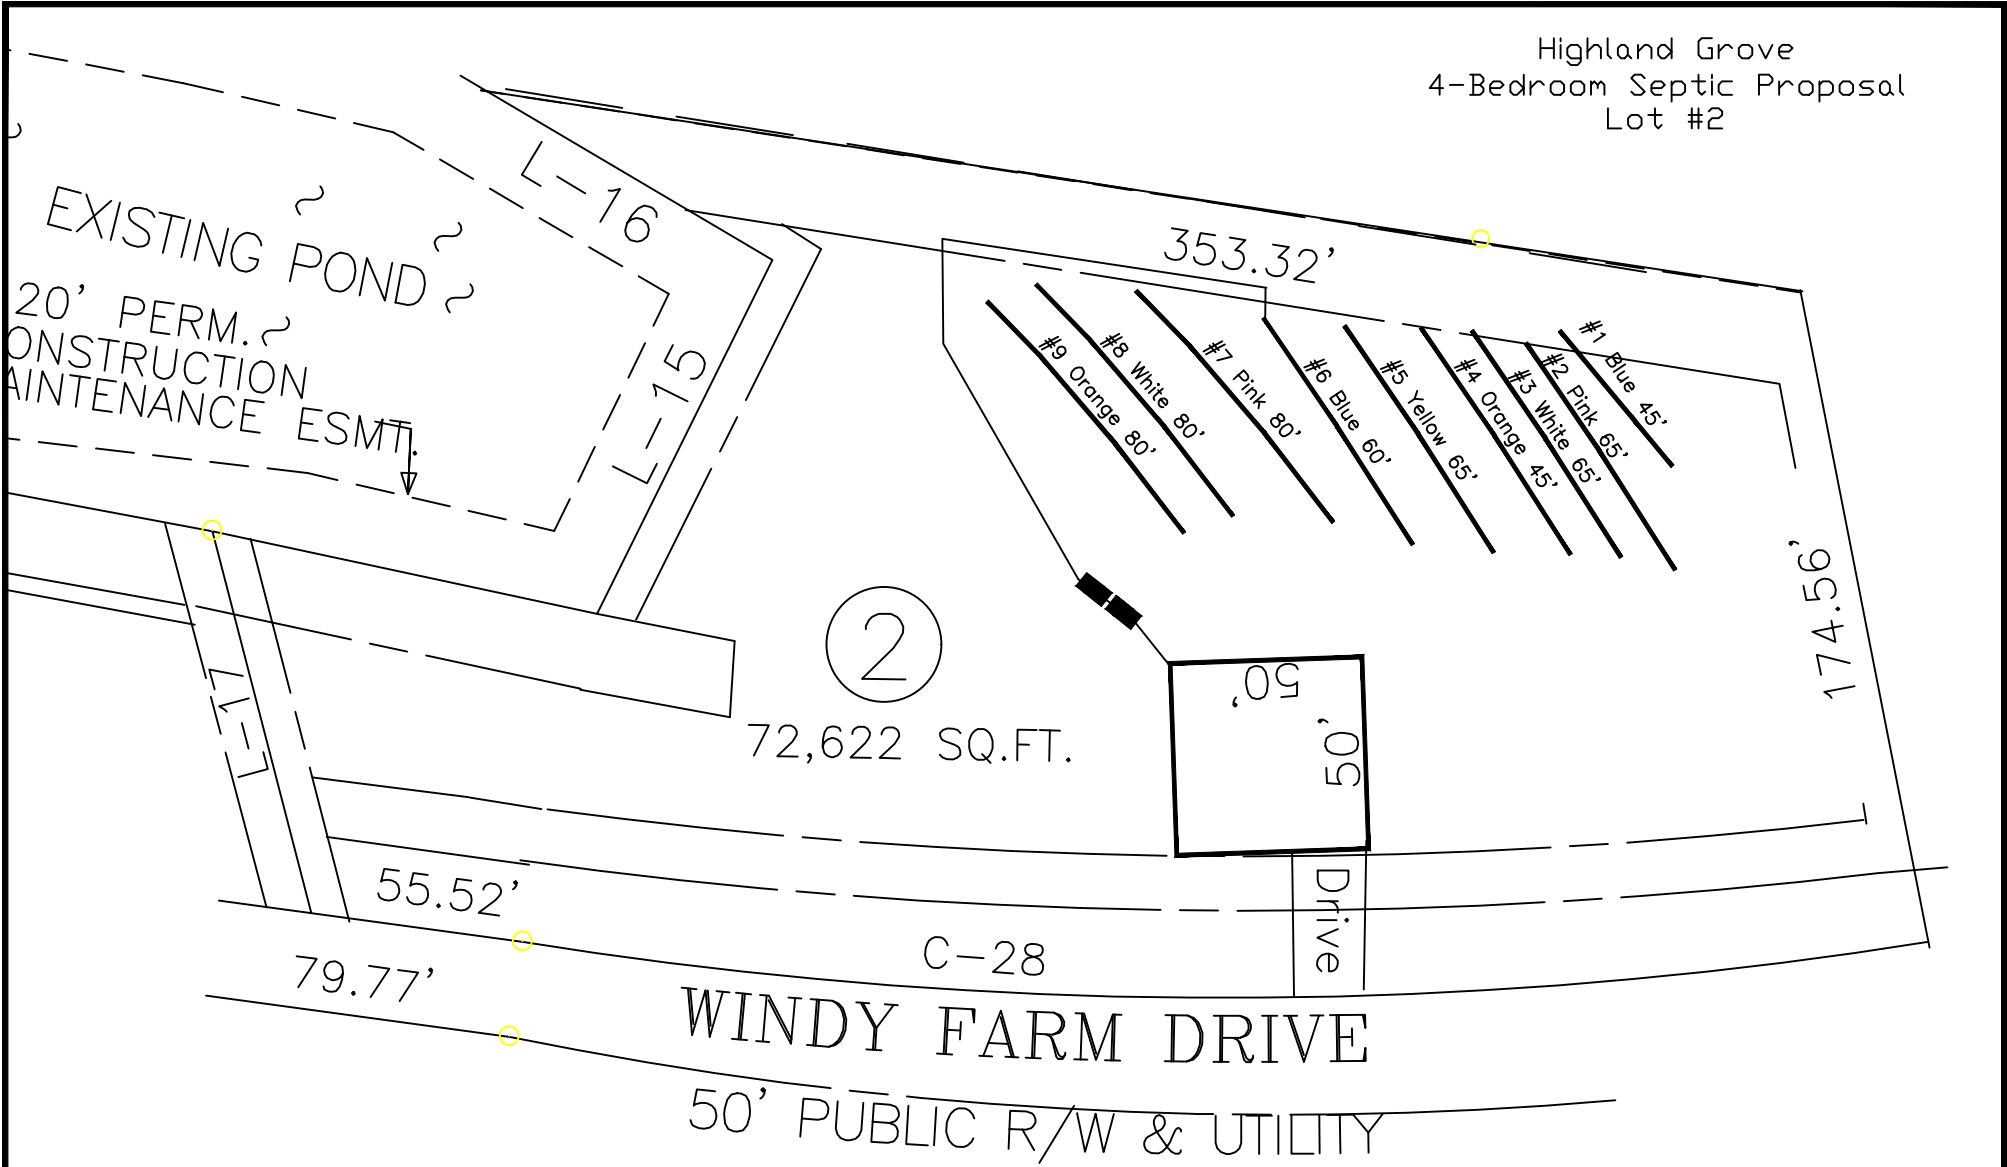 Highland Grove
4-Bedroom Septic Proposal
Lot #2
L-16
EXISTING POND
353.32'
20' PERM.
ONSTRUCTION
AINTENANCE ESMT.
L-15
#9 Orange 80'
#8 White 80'
#7 Pink 80'
#6 Blue 60'
#5 Yellow 65'
#4 Orange 45'
#3 White 65'
#2 Pink 65'
#1 Blue 45'
174.56'
2
72,622 SQ.FT.
50'
50'
L-17
55.52'
Drive
C-28
79.77'
WINDY FARM DRIVE
50' PUBLIC R/W & UTILITY